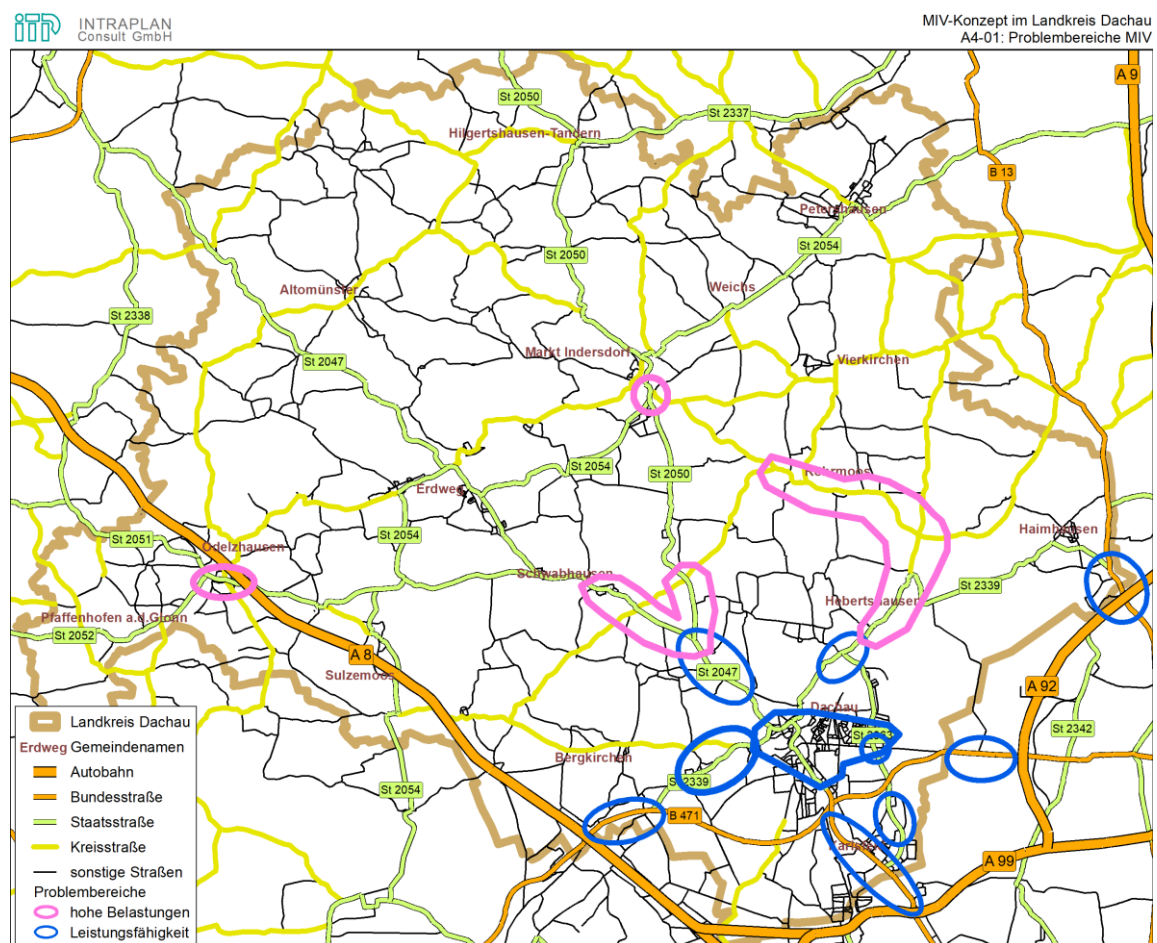 iTP INTRAPLAN
Consult GmbH
MIV-Konzept im Landkreis Dachau
A4-01: Problembereiche MIV
A 9
St 2050
St 2337
Hilgertshausen-Tandern
B 13
Petershausen
St 2054
St 2050
Weichs
Altomünster
St 2338
Markt Indersdorf
Vierkirchen
St 2047
St 2054
St 2050
Röhrmoos
Erdweg
Haimhausen
St 2051
St 2054
Odelzhausen
Schwabhausen
St 2339
Hebertshausen
Pfaffenhofen a.d.Glonn
St 2052
A 8
Sulzemoos
St 2047
A 92
Dachau
St 2342
Bergkirchen
St 2339
St 2054
B 471
Karlsfeld
A 99
Landkreis Dachau
Erdweg Gemeindenamen
Autobahn
Bundesstraße
Staatsstraße
Kreisstraße
sonstige Straßen
Problembereiche
hohe Belastungen
Leistungsfähigkeit